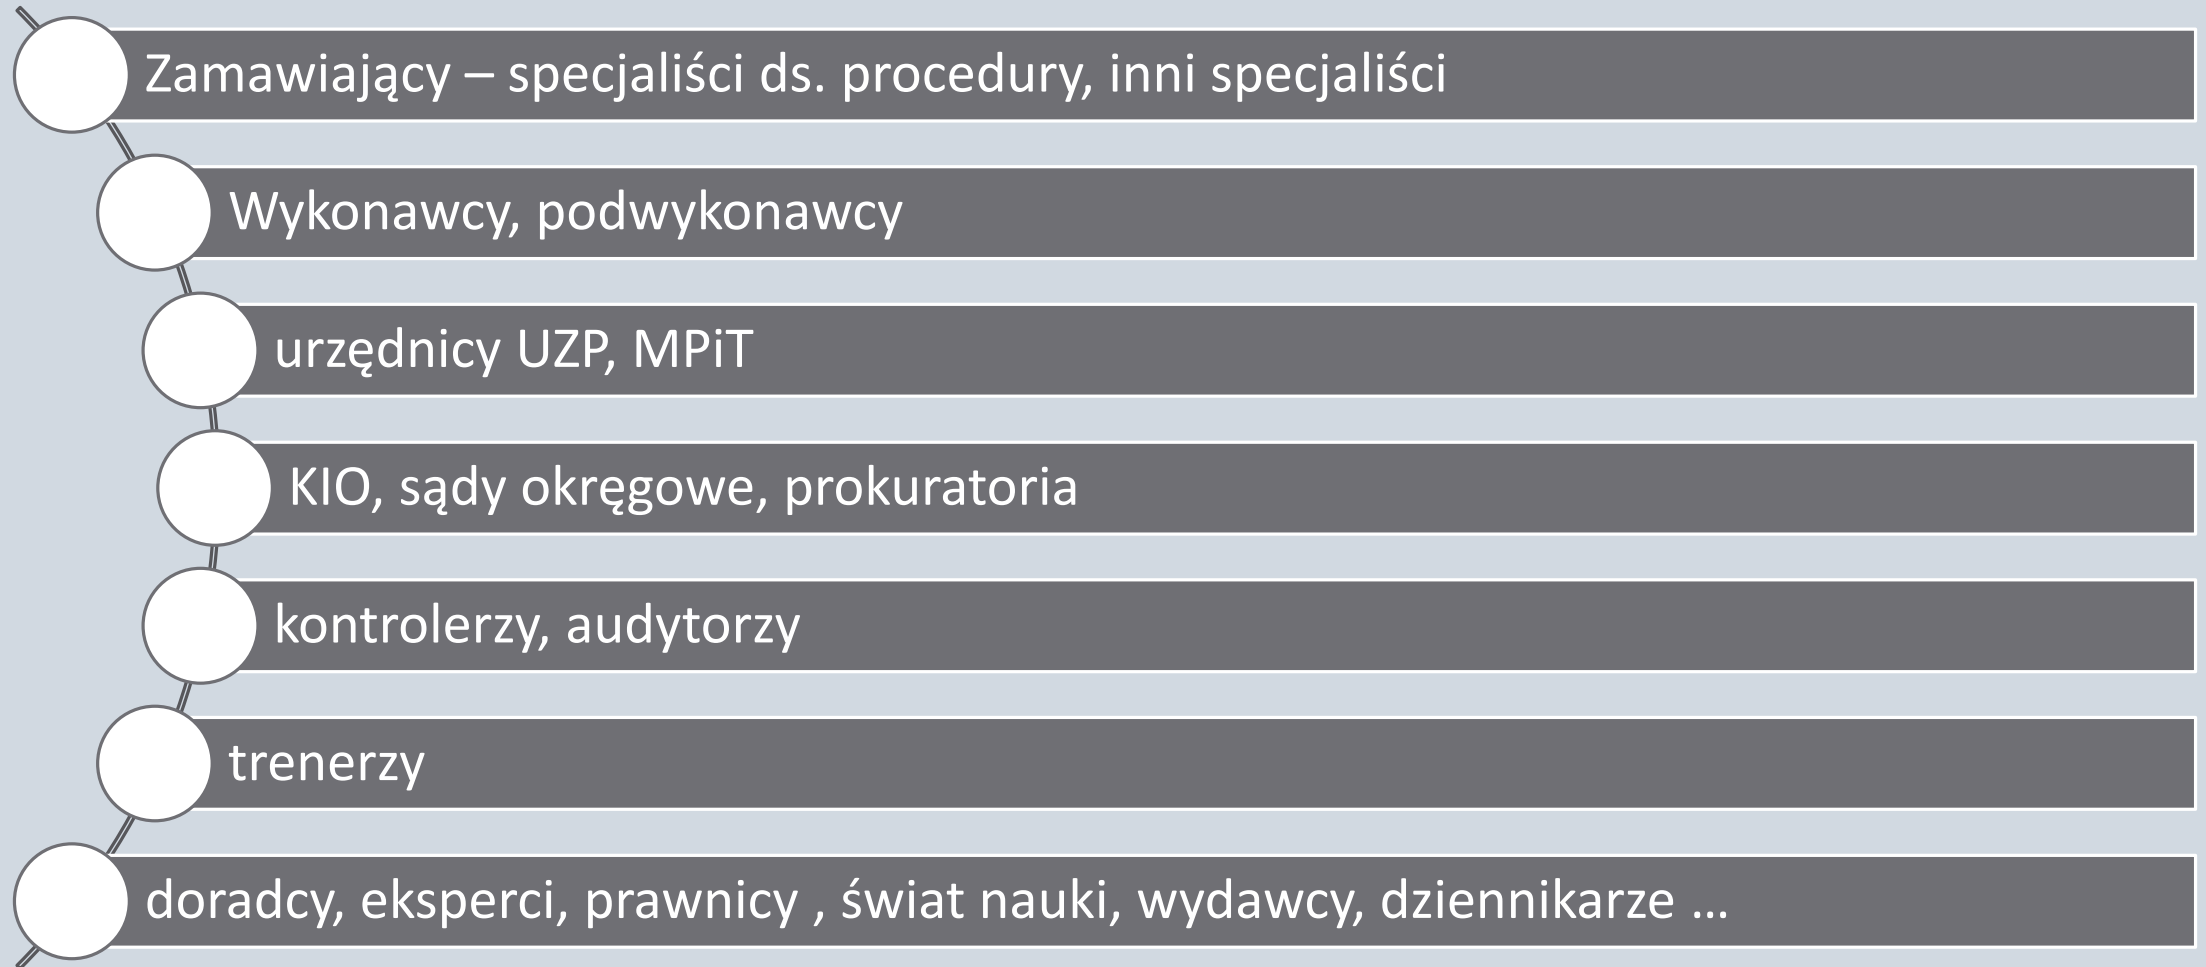 Zamawiający – specjaliści ds. procedury, inni specjaliści
Wykonawcy, podwykonawcy
urzędnicy UZP, MPiT
KIO, sądy okręgowe, prokuratoria
kontrolerzy, audytorzy
trenerzy
doradcy, eksperci, prawnicy , świat nauki, wydawcy, dziennikarze ...